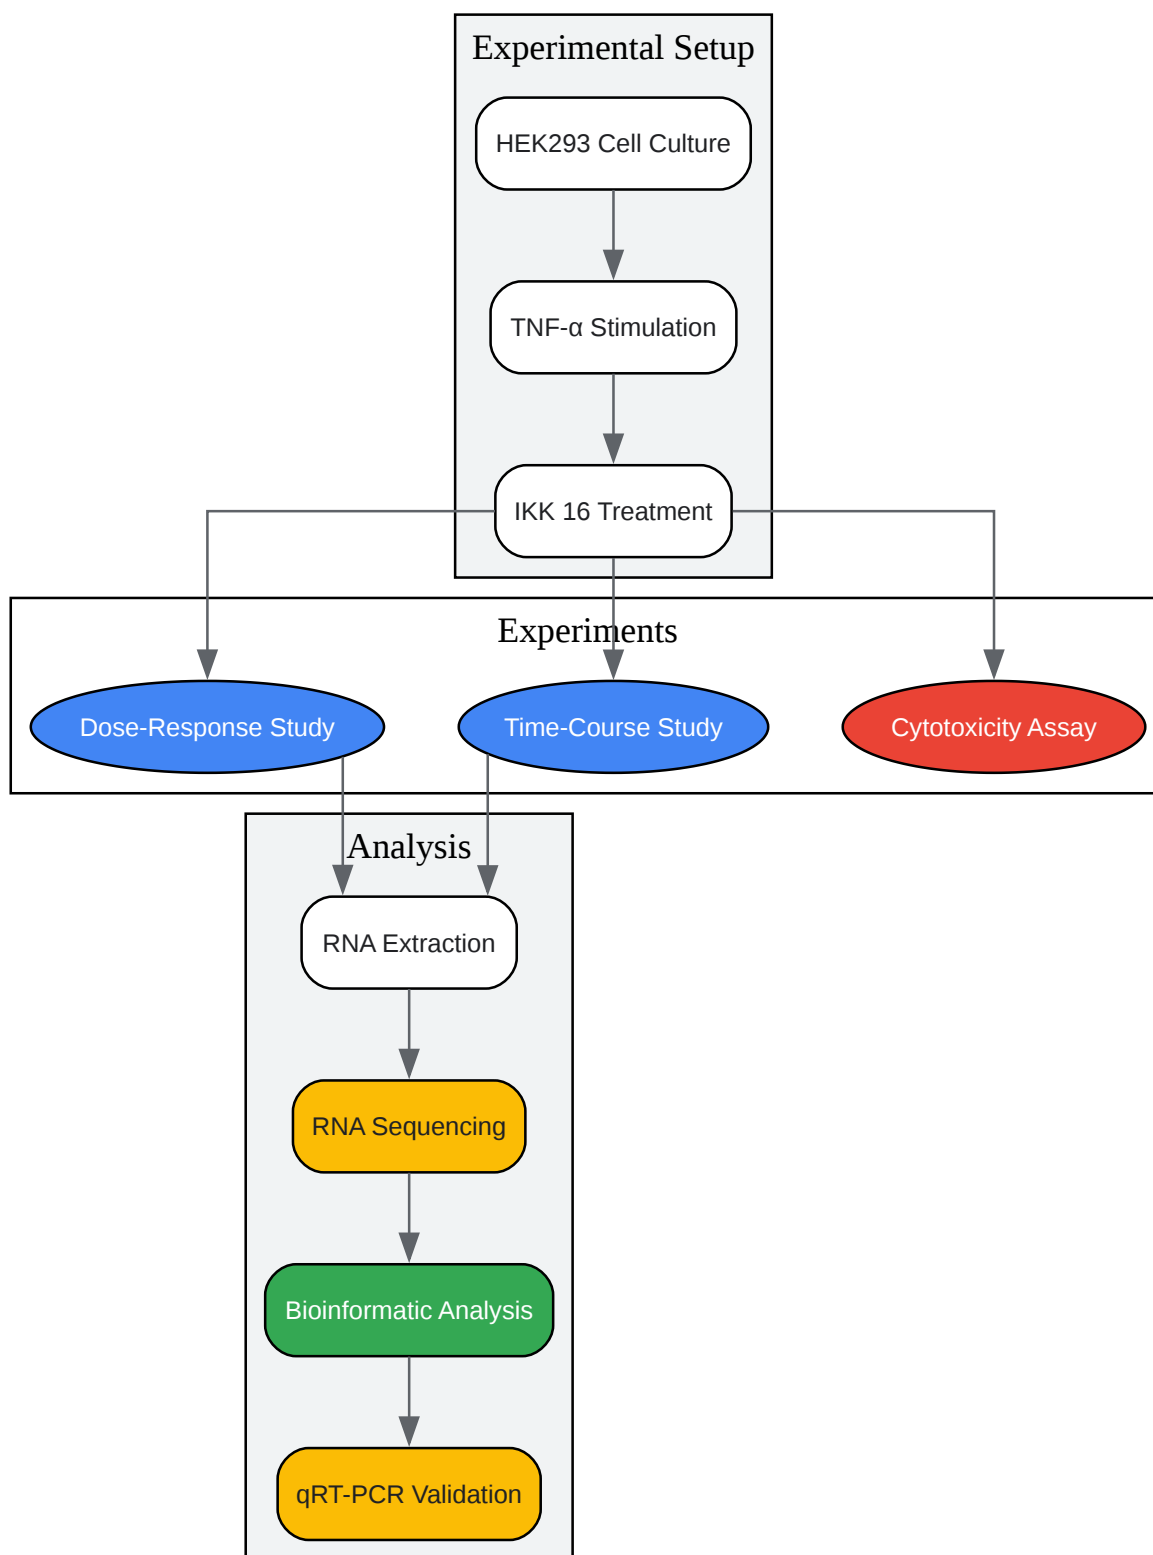 Experimental Setup
HEK293 Cell Culture
TNF-α Stimulation
IKK 16 Treatment
Experiments
Dose-Response Study
Time-Course Study
Cytotoxicity Assay
Analysis
RNA Extraction
RNA Sequencing
Bioinformatic Analysis
qRT-PCR Validation